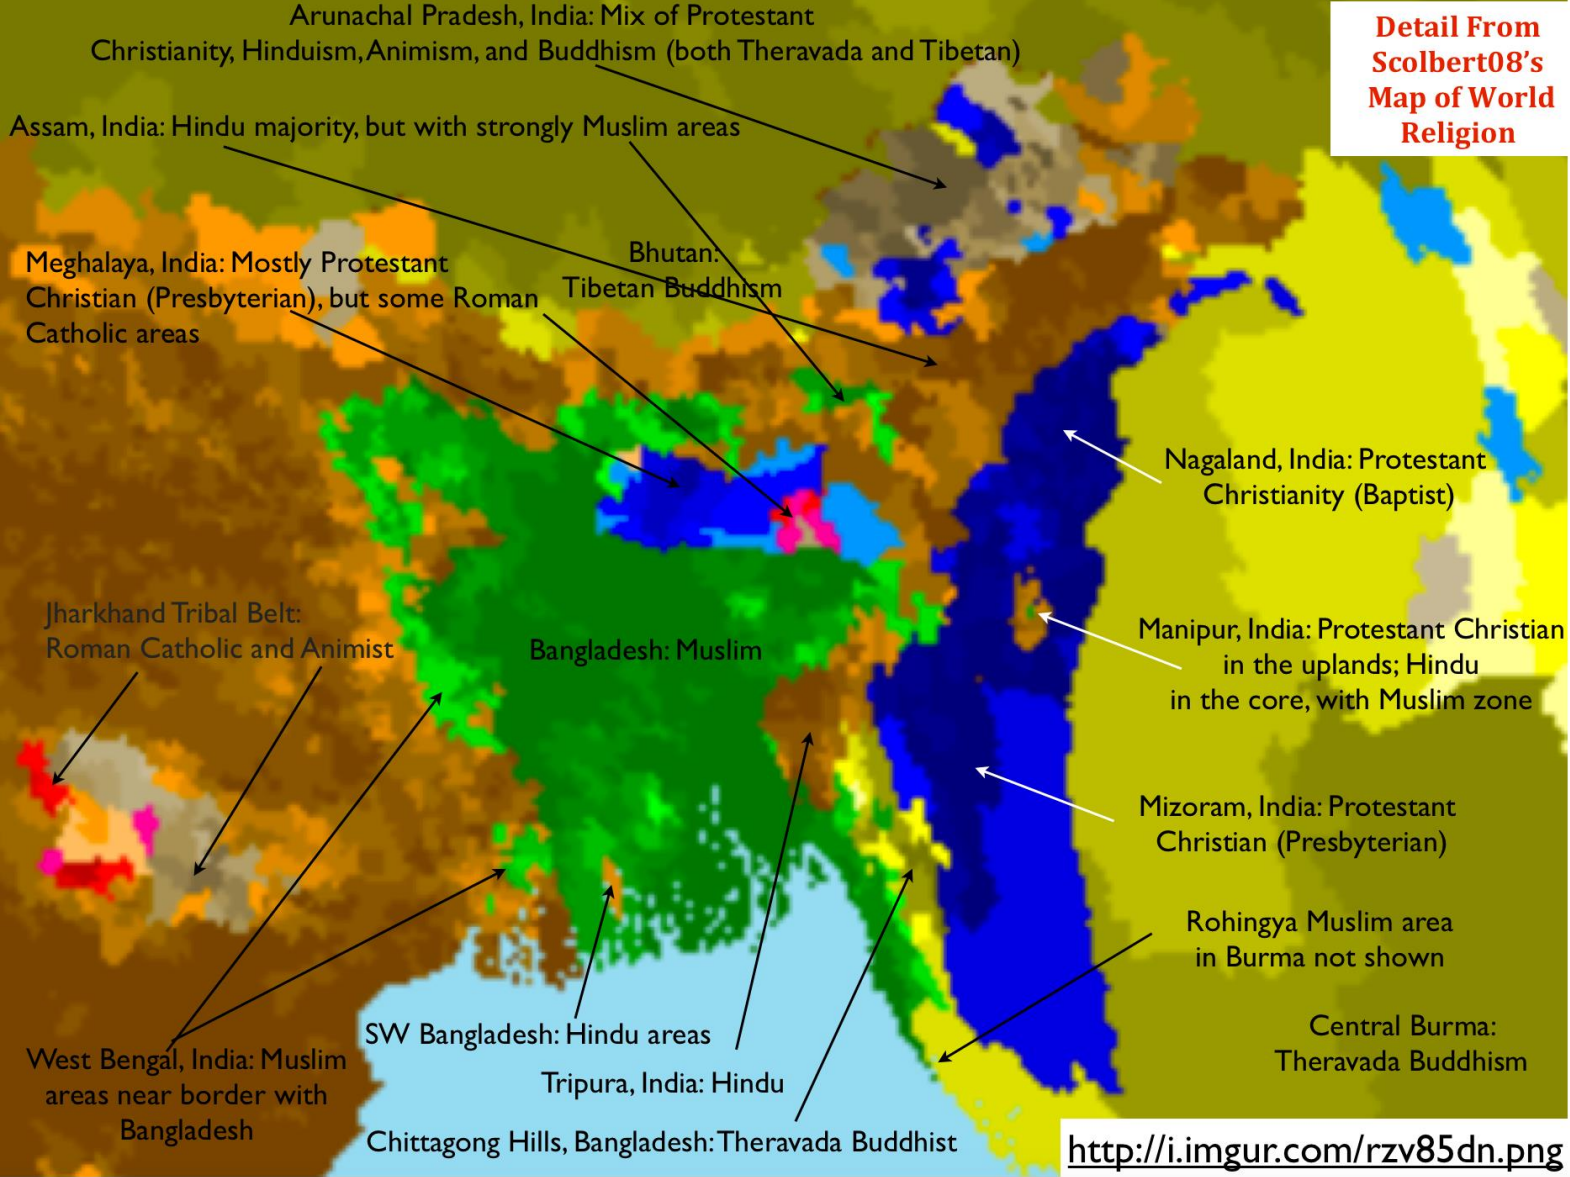 Arunachal Pradesh, India: Mix of Protestant
Christianity, Hinduism, Animism, and Buddhism (both Theravada and Tibetan)
Detail From
Scolbert08's
Map of World
Religion
Assam, India: Hindu majority, but with strongly Muslim areas
Meghalaya, India: Mostly Protestant
Christian (Presbyterian), but some Roman
Catholic areas
Bhutan:
Tibetan Buddhism
Nagaland, India: Protestant
Christianity (Baptist)
Jharkhand Tribal Belt:
Roman Catholic and Animist
Bangladesh: Muslim
Manipur, India: Protestant Christian
in the uplands; Hindu
in the core, with Muslim zone
Mizoram, India: Protestant
Christian (Presbyterian)
Rohingya Muslim area
in Burma not shown
Central Burma:
Theravada Buddhism
West Bengal, India: Muslim
areas near border with
Bangladesh
SW Bangladesh: Hindu areas
Tripura, India: Hindu
Chittagong Hills, Bangladesh: Theravada Buddhist
http://i.imgur.com/rzv85dn.png